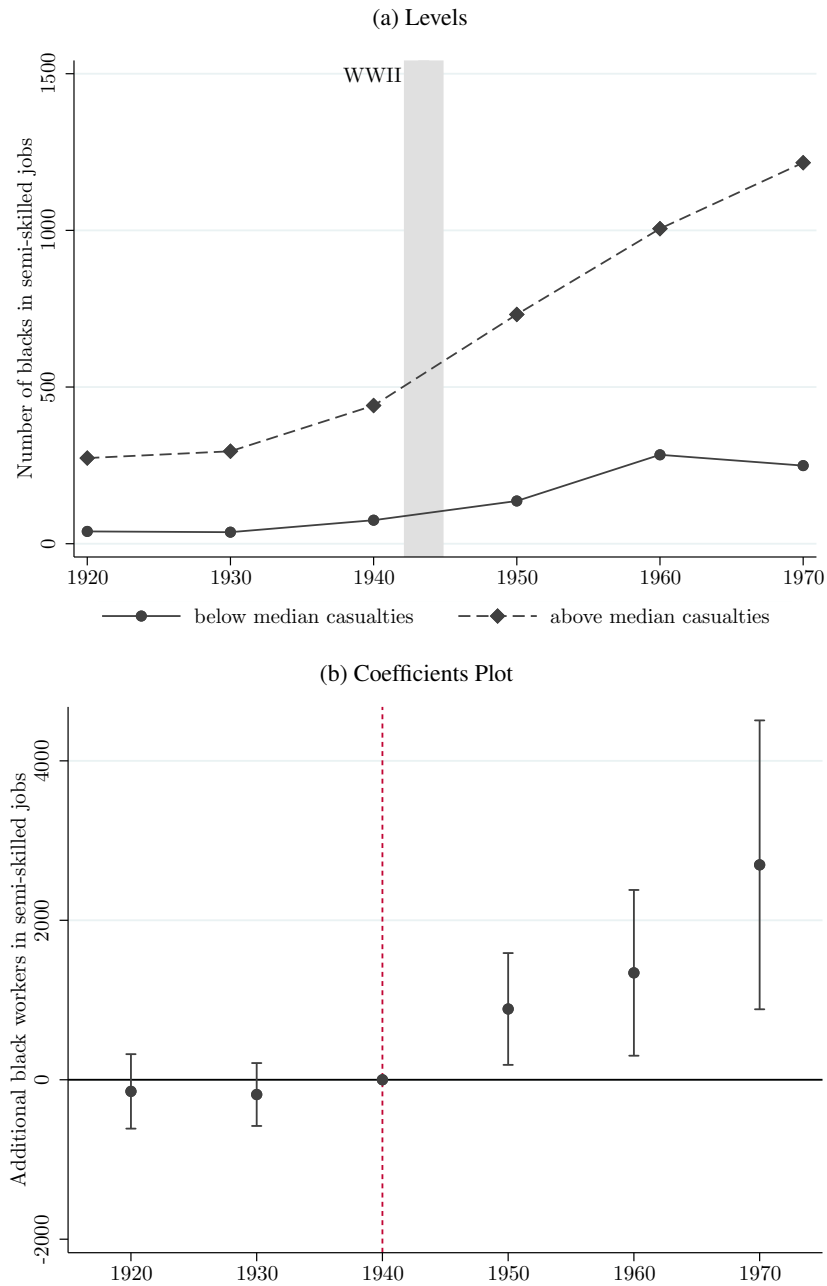 (a) Levels
Number of blacks in semi-skilled jobs
1500
1000
500
0
WWII
1920 1930 1940 1950 1960 1970
below median casualties above median casualties
(b) Coefficients Plot
Additional black workers in semi-skilled jobs
4000
2000
0
-2000
1920 1930 1940 1950 1960 1970